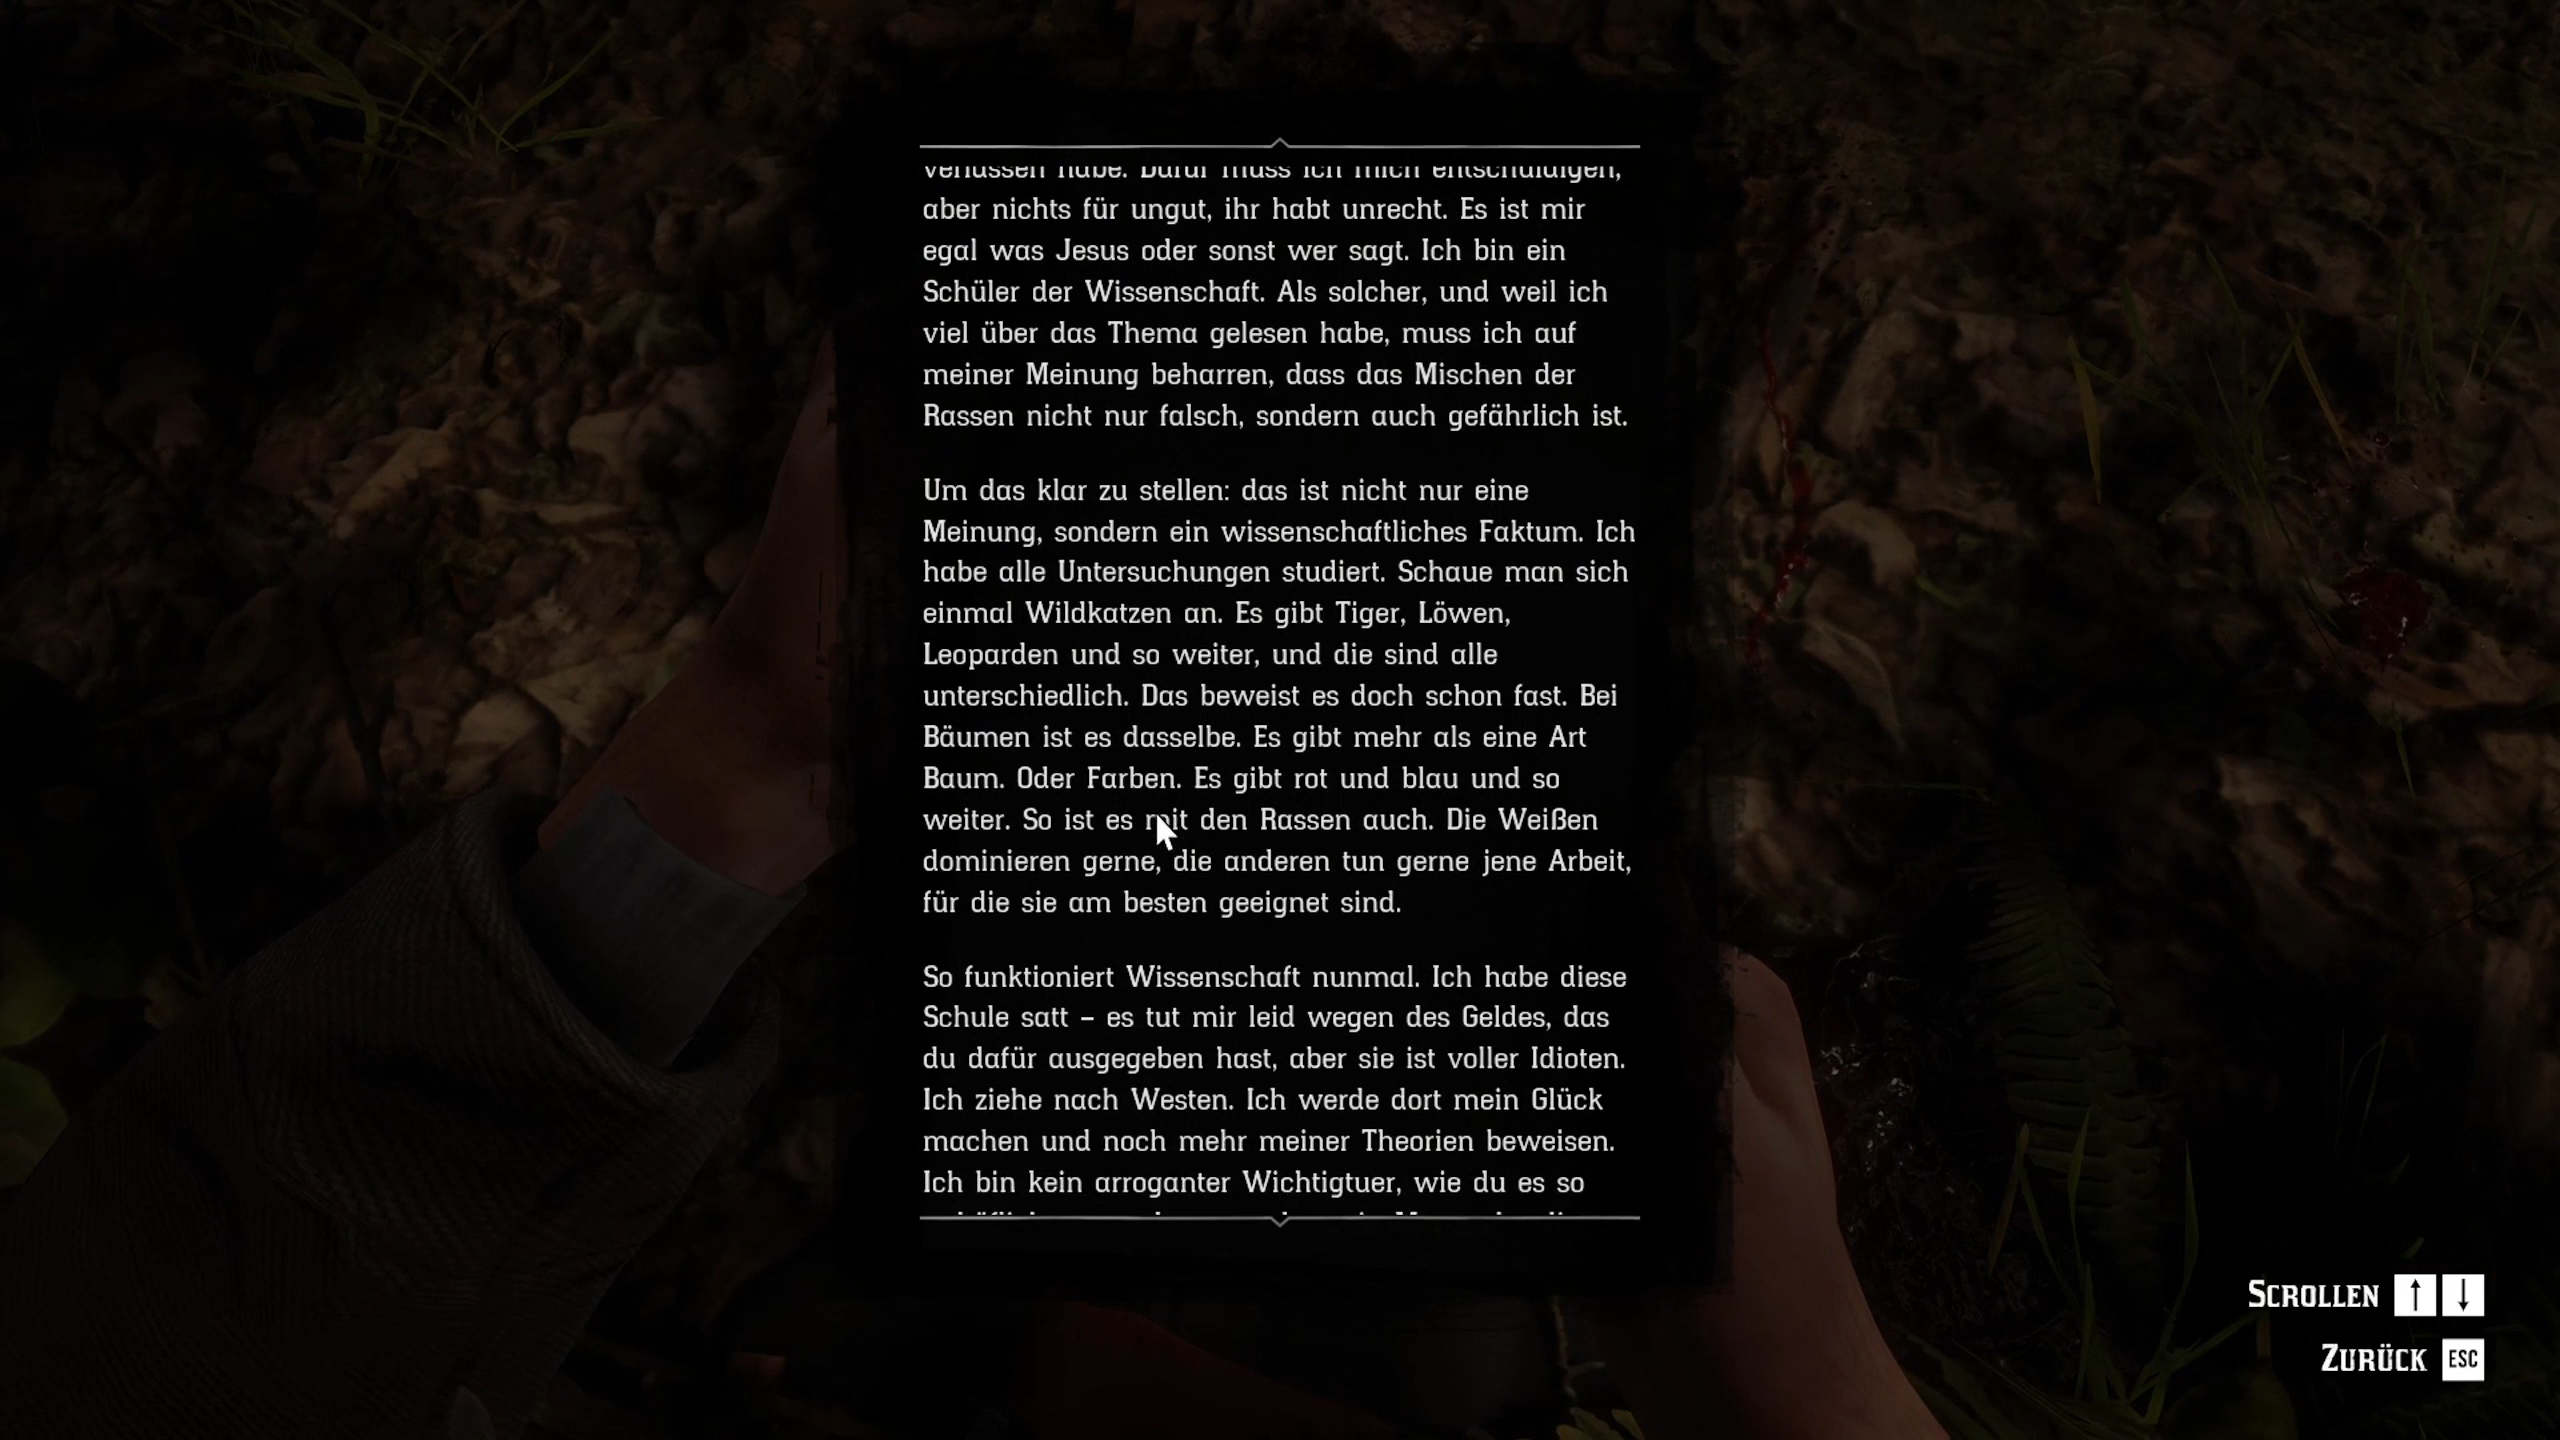 verlassen habe. Dafür muss ich mich entschuldigen,
aber nichts für ungut, ihr habt unrecht. Es ist mir
egal was Jesus oder sonst wer sagt. Ich bin ein
Schüler der Wissenschaft. Als solcher, und weil ich
viel über das Thema gelesen habe, muss ich auf
meiner Meinung beharren, dass das Mischen der
Rassen nicht nur falsch, sondern auch gefährlich ist.
Um das klar zu stellen: das ist nicht nur eine
Meinung, sondern ein wissenschaftliches Faktum. Ich
habe alle Untersuchungen studiert. Schaue man sich
einmal Wildkatzen an. Es gibt Tiger, Löwen,
Leoparden und so weiter, und die sind alle
unterschiedlich. Das beweist es doch schon fast. Bei
Bäumen ist es dasselbe. Es gibt mehr als eine Art
Baum. Oder Farben. Es gibt rot und blau und so
weiter. So ist es mit den Rassen auch. Die Weißen
dominieren gerne, die anderen tun gerne jene Arbeit,
für die sie am besten geeignet sind.
So funktioniert Wissenschaft nunmal. Ich habe diese
Schule satt – es tut mir leid wegen des Geldes, das
du dafür ausgegeben hast, aber sie ist voller Idioten.
Ich ziehe nach Westen. Ich werde dort mein Glück
machen und noch mehr meiner Theorien beweisen.
Ich bin kein arroganter Wichtigtuer, wie du es so
SCROLLEN ↑ ↓
ZURÜCK ESC